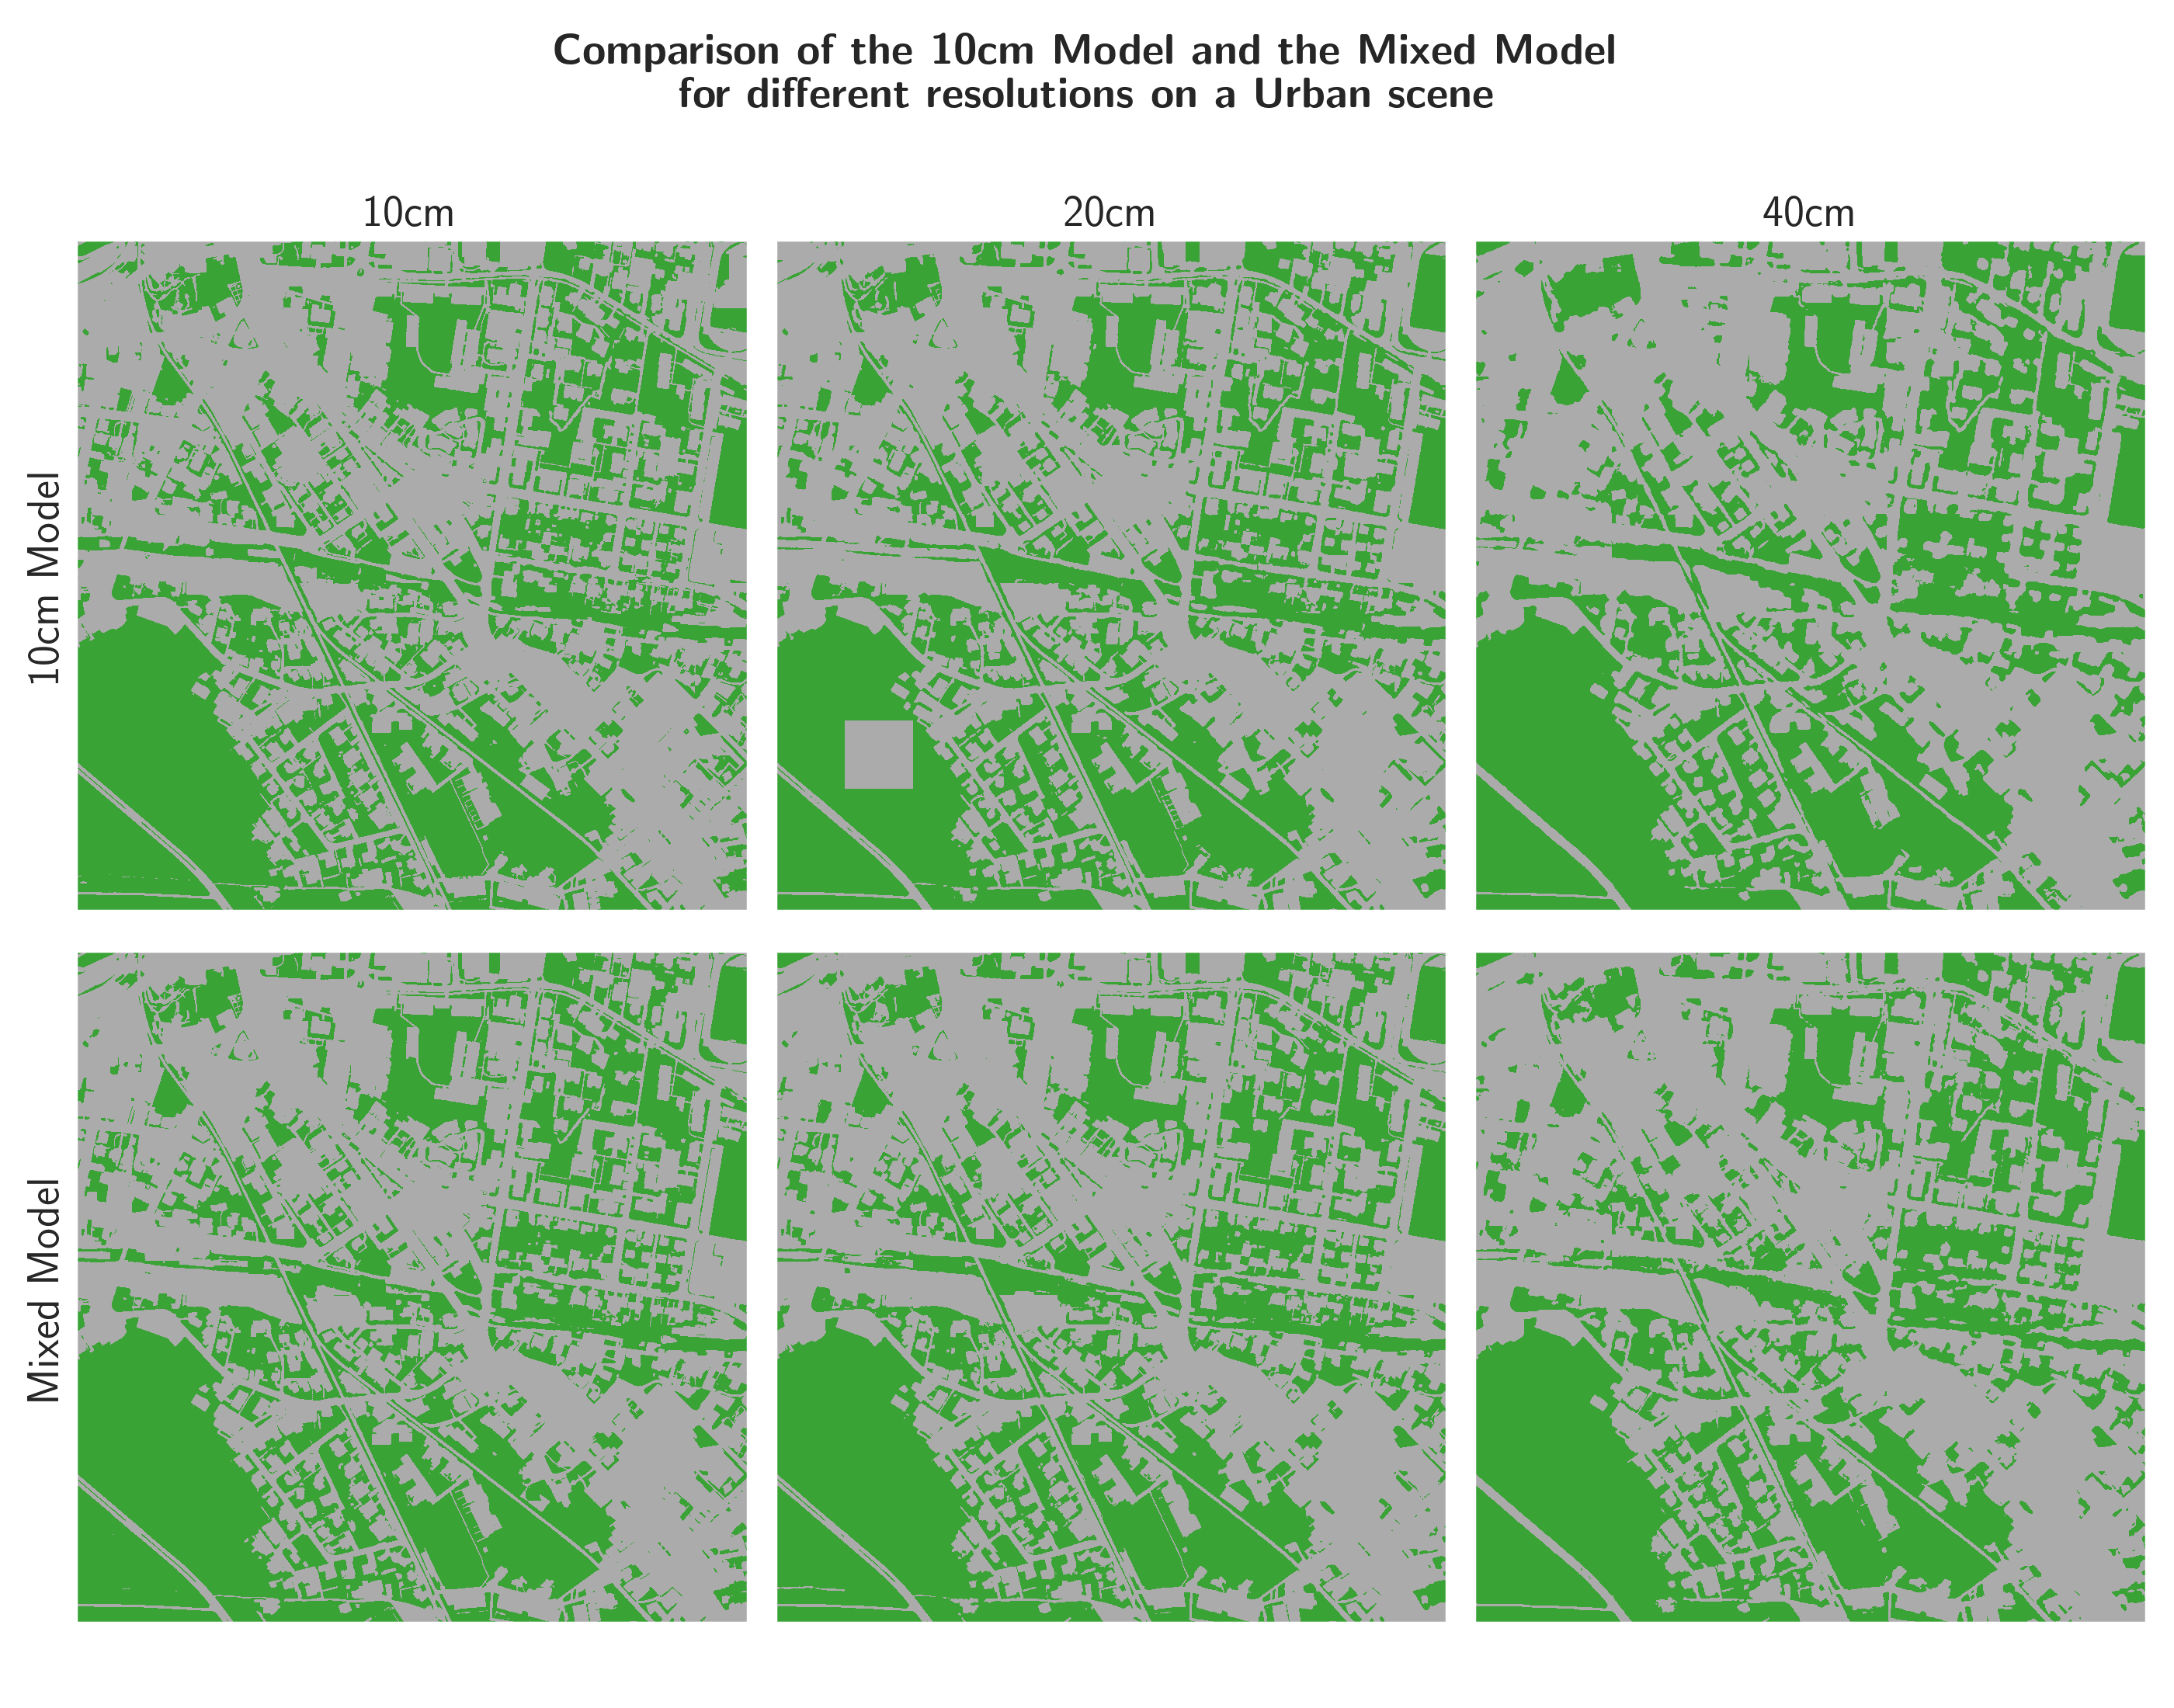 Comparison of the 10cm Model and the Mixed Model
for different resolutions on a Urban scene
10cm
20cm
40cm
10cm Model
Mixed Model